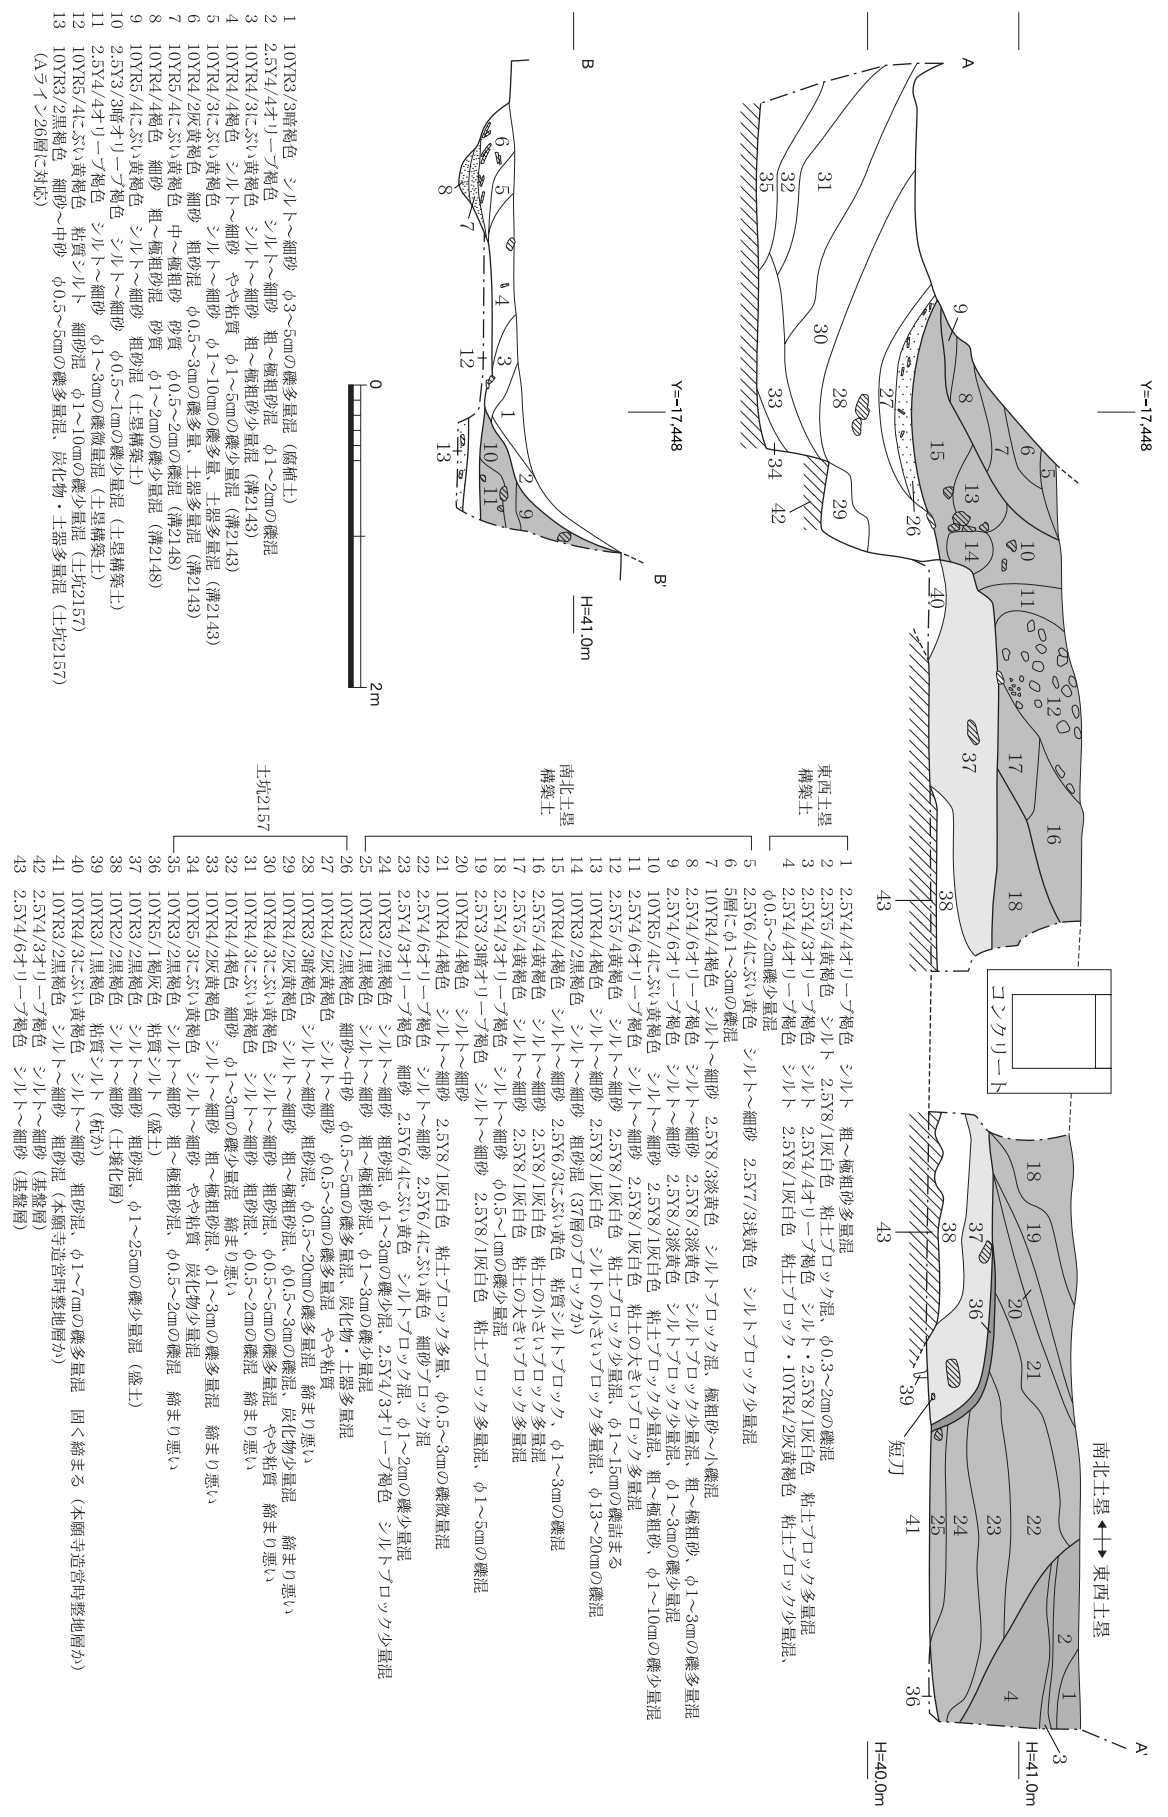 A
Y=-17,448
南北土塁 東西土塁
A'
H=41.0m
H=40.0m
コンクリート
短刀
B
Y=-17,448
B'
H=41.0m
0
2m
1 10YR3/3暗褐色 シルト～細砂 φ3～5cmの礫多量混（腐植土）
2 2.5Y4/4オリーブ褐色 シルト～細砂 粗～極粗砂混 φ1～2cmの礫混
3 10YR4/3にぶい黄褐色 シルト～細砂 粗～極粗砂少量混（溝2143）
4 10YR4/4褐色 シルト～細砂 やや粘質 φ1～5cmの礫少量混（溝2143）
5 10YR4/3にぶい黄褐色 シルト～細砂 φ1～10cmの礫多量、土器多量混（溝2143）
6 10YR4/2灰黄褐色 細砂 粗砂混 φ0.5～3cmの礫多量、土器多量混（溝2143）
7 10YR5/4にぶい黄褐色 中～極粗砂 砂質 φ0.5～2cmの礫混（溝2148）
8 10YR4/4褐色 細砂 粗～極粗砂混 砂質 φ1～2cmの礫少量混（溝2148）
9 10YR5/4にぶい黄褐色 シルト～細砂 粗砂混（土塁構築土）
10 2.5Y3/3暗オリーブ褐色 シルト～細砂 φ0.5～1cmの礫少量混（土塁構築土）
11 2.5Y4/4オリーブ褐色 シルト～細砂 φ1～3cmの礫微量混（土塁構築土）
12 10YR5/4にぶい黄褐色 粘質シルト 細砂混 φ1～10cmの礫少量混（土坑2157）
13 10YR3/2黒褐色 細砂～中砂 φ0.5～5cmの礫多量混、炭化物・土器多量混（土坑2157）
（Aライン26層に対応）
東西土塁
構築土
1 2.5Y4/4オリーブ褐色 シルト 粗～極粗砂多量混
2 2.5Y5/4黄褐色 シルト 2.5Y8/1灰白色 粘土ブロック混、φ0.3～2cmの礫混
3 2.5Y4/3オリーブ褐色 シルト 2.5Y4/4オリーブ褐色 シルト・2.5Y8/1灰白色 粘土ブロック多量混
4 2.5Y4/4オリーブ褐色 シルト 2.5Y8/1灰白色 粘土ブロック・10YR4/2灰黄褐色 粘土ブロック少量混、
φ0.5～2cm礫少量混
南北土塁
構築土
5 2.5Y6/4にぶい黄色 シルト～細砂 2.5Y7/3浅黄色 シルトブロック少量混
6 5層にφ1～3cmの礫混
7 10YR4/4褐色 シルト～細砂 2.5Y8/3淡黄色 シルトブロック混、極粗砂～小礫混
8 2.5Y4/6オリーブ褐色 シルト～細砂 2.5Y8/3淡黄色 シルトブロック少量混、粗～極粗砂、φ1～3cmの礫多量混
9 2.5Y4/6オリーブ褐色 シルト～細砂 2.5Y8/3淡黄色 シルトブロック少量混、φ1～3cmの礫少量混
10 10YR5/4にぶい黄褐色 シルト～細砂 2.5Y8/1灰白色 粘土ブロック少量混、粗～極粗砂、φ1～10cmの礫少量混
11 2.5Y4/6オリーブ褐色 シルト～細砂 2.5Y8/1灰白色 粘土の大きいブロック多量混
12 2.5Y5/4黄褐色 シルト～細砂 2.5Y8/1灰白色 粘土ブロック少量混、φ1～15cmの礫詰まる
13 10YR4/4褐色 シルト～細砂 2.5Y8/1灰白色 シルトの小さいブロック多量混、φ13～20cmの礫混
14 10YR3/2黒褐色 シルト～細砂 粗砂混（37層のブロックか）
15 10YR4/4褐色 シルト～細砂 2.5Y6/3にぶい黄色 粘質シルトブロック、φ1～3cmの礫混
16 2.5Y5/4黄褐色 シルト～細砂 2.5Y8/1灰白色 粘土の小さいブロック多量混
17 2.5Y5/4黄褐色 シルト～細砂 2.5Y8/1灰白色 粘土の大きいブロック多量混
18 2.5Y4/3オリーブ褐色 シルト～細砂 φ0.5～1cmの礫少量混
19 2.5Y3/3暗オリーブ褐色 シルト～細砂 2.5Y8/1灰白色 粘土ブロック多量混、φ1～5cmの礫混
20 10YR4/4褐色 シルト～細砂
21 10YR4/4褐色 シルト～細砂 2.5Y8/1灰白色 粘土ブロック多量、φ0.5～3cmの礫微量混
22 2.5Y4/6オリーブ褐色 シルト～細砂 2.5Y6/4にぶい黄色 細砂ブロック混
23 2.5Y4/3オリーブ褐色 細砂 2.5Y6/4にぶい黄色 シルトブロック混、φ1～2cmの礫少量混
24 10YR3/2黒褐色 シルト～細砂 粗砂混、φ1～3cmの礫少量混、2.5Y4/3オリーブ褐色 シルトブロック少量混
25 10YR3/1黒褐色 シルト～細砂 粗～極粗砂混、φ1～3cmの礫少量混
土坑2157
26 10YR3/2黒褐色 細砂～中砂 φ0.5～5cmの礫多量混、炭化物・土器多量混
27 10YR4/2灰黄褐色 シルト～細砂 φ0.5～3cmの礫多量混 やや粘質
28 10YR3/3暗褐色 シルト～細砂 粗砂混、φ0.5～20cmの礫多量混 締まり悪い
29 10YR4/2灰黄褐色 シルト～細砂 粗～極粗砂混、φ0.5～3cmの礫混、炭化物少量混 締まり悪い
30 10YR4/3にぶい黄褐色 シルト～細砂 粗砂混、φ0.5～5cmの礫多量混 やや粘質 締まり悪い
31 10YR4/3にぶい黄褐色 シルト～細砂 粗砂混、φ0.5～2cmの礫混 締まり悪い
32 10YR4/4褐色 細砂 φ1～3cmの礫少量混 締まり悪い
33 10YR4/2灰黄褐色 シルト～細砂 粗～極粗砂混、φ1～3cmの礫多量混 締まり悪い
34 10YR5/3にぶい黄褐色 シルト～細砂 やや粘質 炭化物少量混
35 10YR3/2黒褐色 シルト～細砂 粗～極粗砂混、φ0.5～2cmの礫混 締まり悪い
36 10YR5/1褐灰色 粘質シルト（盛土）
37 10YR3/2黒褐色 シルト～細砂 粗砂混、φ1～25cmの礫少量混（盛土）
38 10YR2/2黒褐色 シルト～細砂（土壌化層）
39 10YR3/1黒褐色 粘質シルト（杭か）
40 10YR4/3にぶい黄褐色 シルト～細砂 粗砂混、φ1～7cmの礫多量混 固く締まる（本願寺造営時整地層か）
41 10YR3/2黒褐色 シルト～細砂 粗砂混（本願寺造営時整地層か）
42 2.5Y4/3オリーブ褐色 シルト～細砂（基盤層）
43 2.5Y4/6オリーブ褐色 シルト～細砂（基盤層）